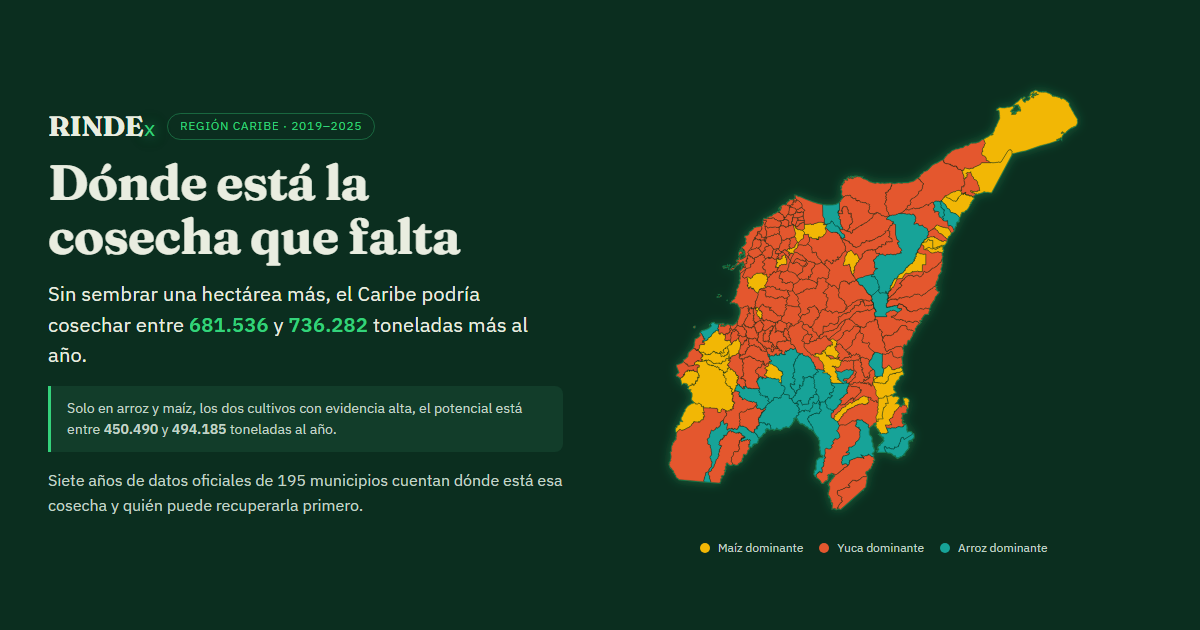 RINDEx
REGIÓN CARIBE · 2019–2025
Dónde está la
cosecha que falta
Sin sembrar una hectárea más, el Caribe podría
cosechar entre 681.536 y 736.282 toneladas más al
año.
Solo en arroz y maíz, los dos cultivos con evidencia alta, el potencial está
entre 450.490 y 494.185 toneladas al año.
Siete años de datos oficiales de 195 municipios cuentan dónde está esa
cosecha y quién puede recuperarla primero.
Maíz dominante
Yuca dominante
Arroz dominante